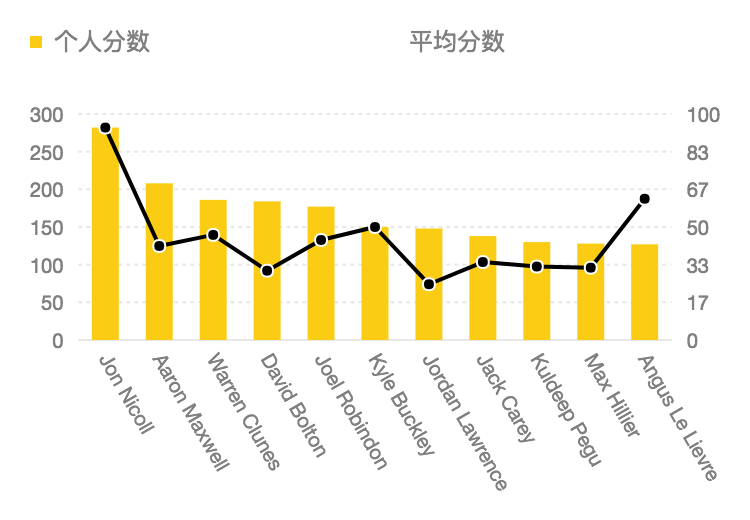 个人分数
平均分数
300 100
250 83
200 67
150 50
100 33
50 17
0 0
Jon Nicoll
Aaron Maxwell
Warren Clunes
David Bolton
Joel Robindon
Kyle Buckley
Jordan Lawrence
Jack Carey
Kuldeep Pegu
Max Hillier
Angus Le Lievre